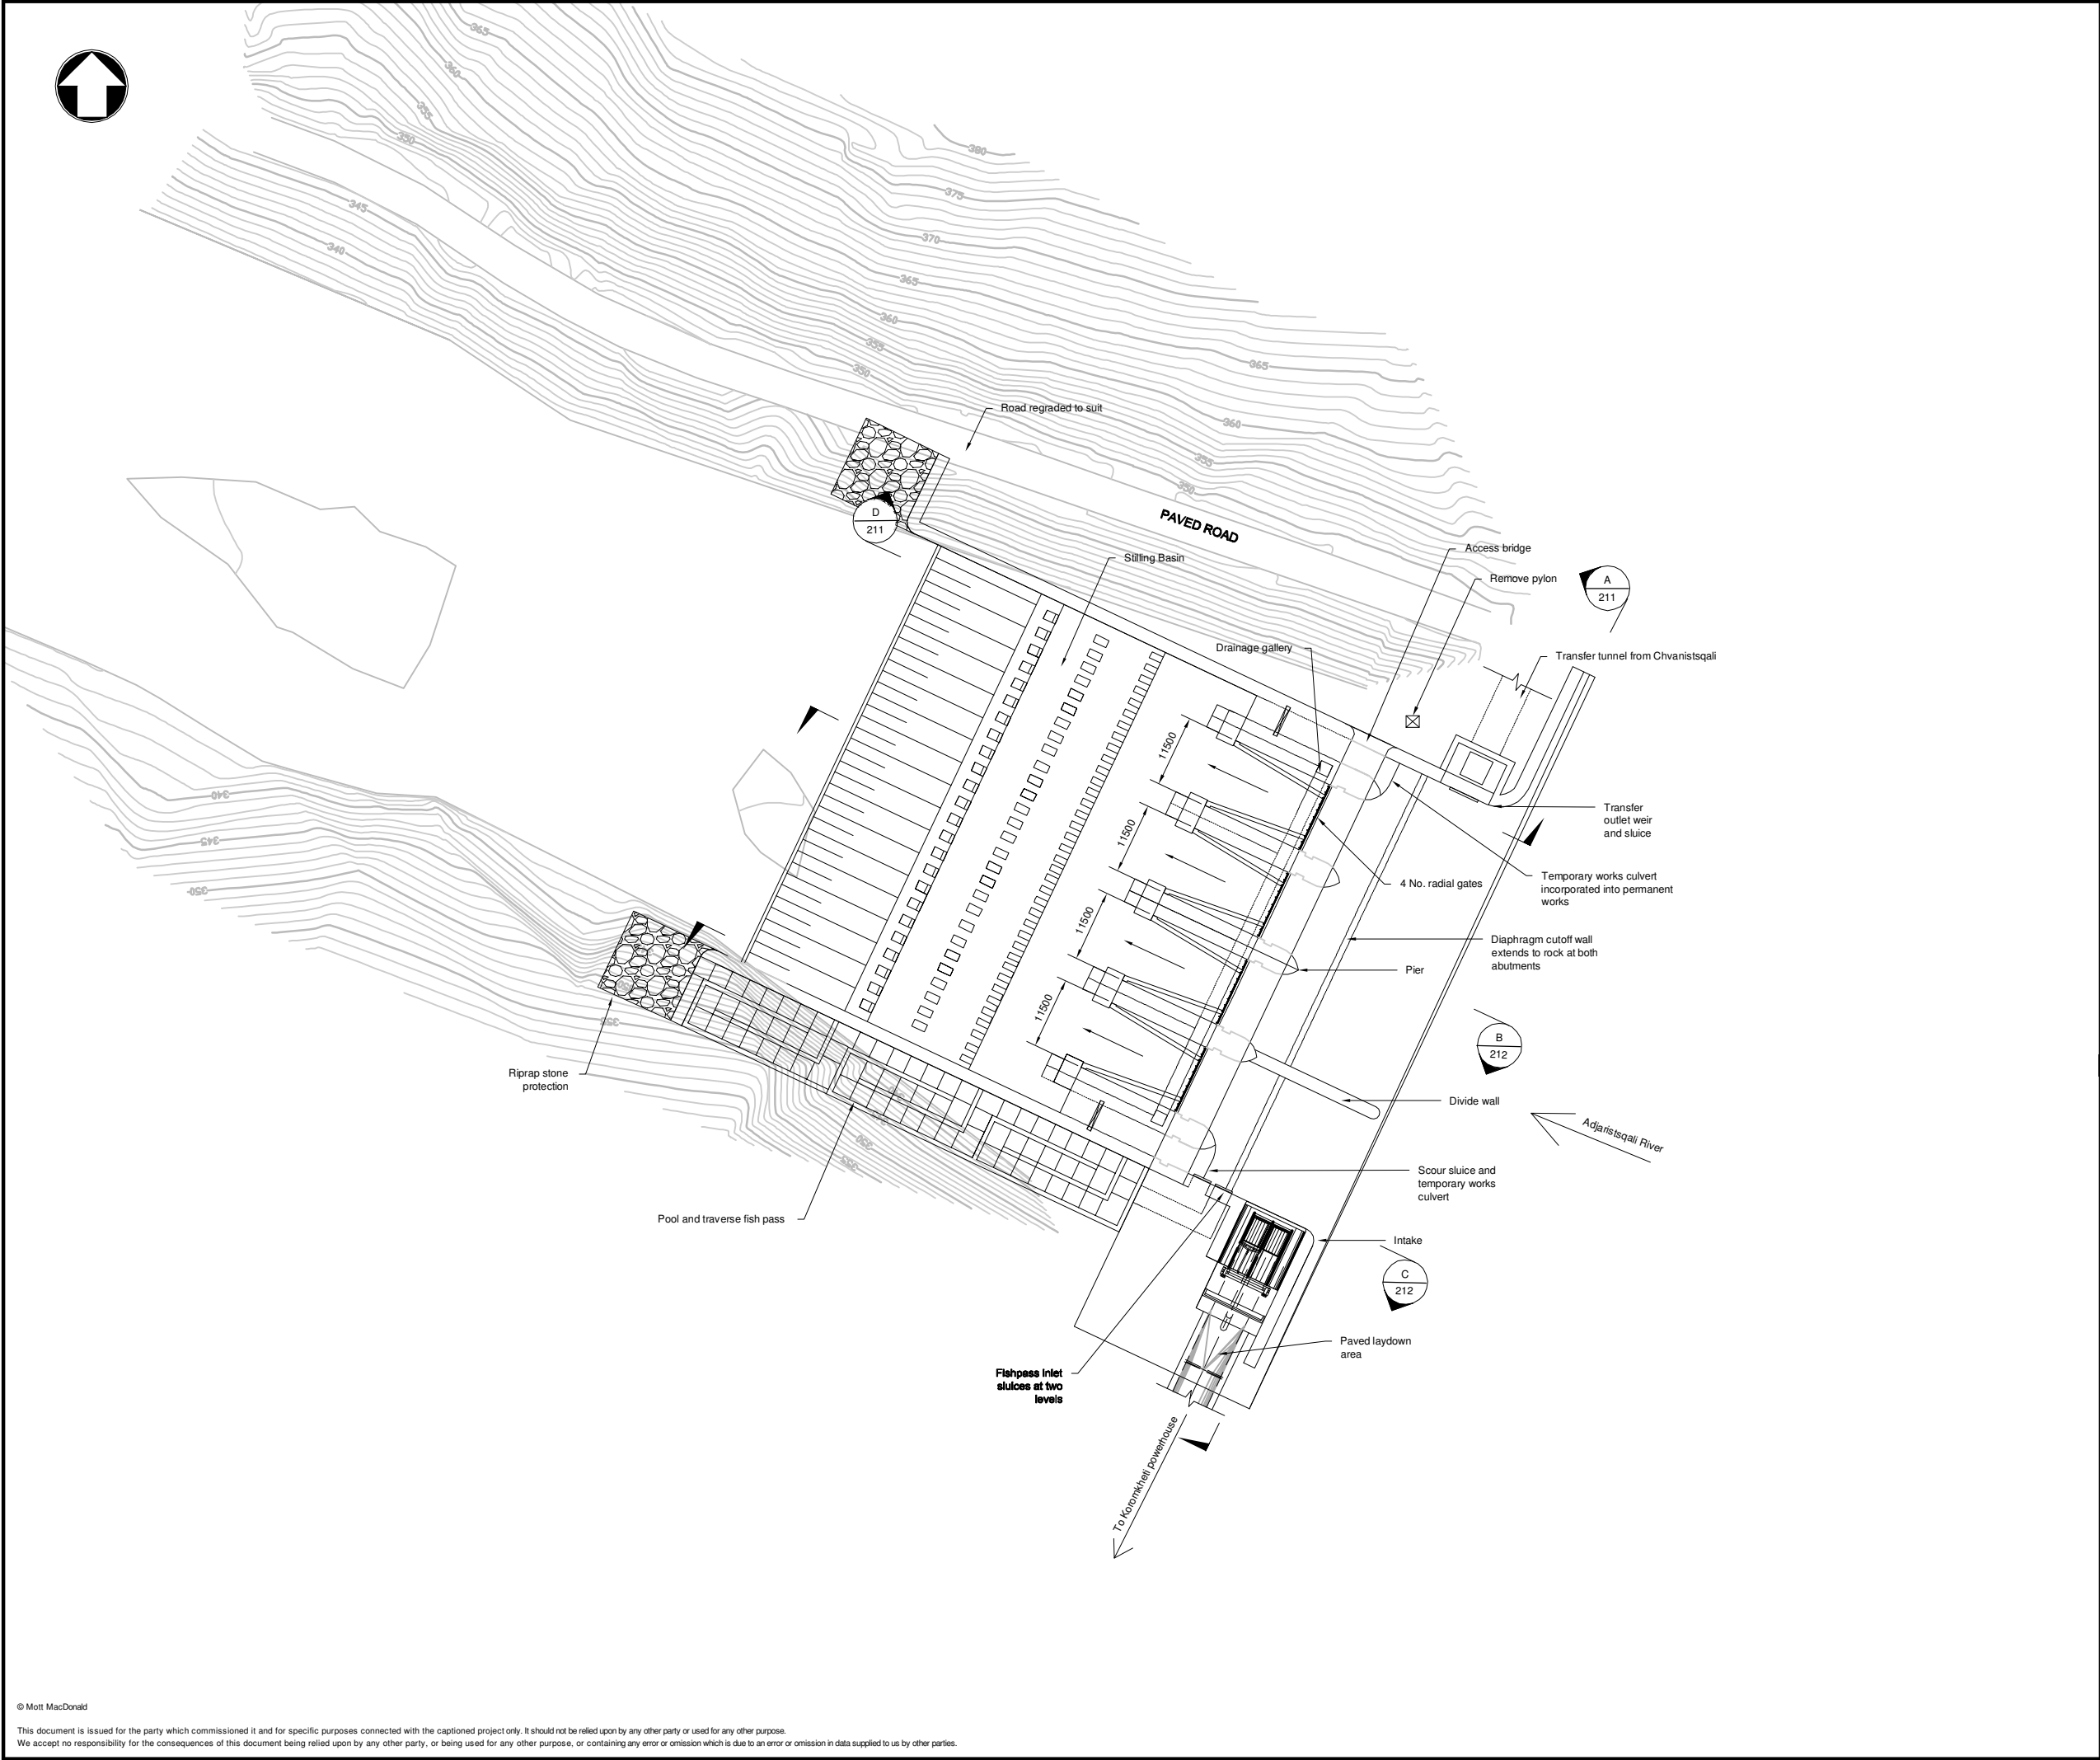 365
360
355
350
345
340
380
375
370
365
360
355
350
365
360
355
350
Road regraded to suit
D
211
PAVED ROAD
Stilling Basin
Access bridge
Remove pylon
A
211
Drainage gallery
Transfer tunnel from Chvanistsqali
11500
11500
11500
11500
Transfer
outlet weir
and sluice
4 No. radial gates
Temporary works culvert
incorporated into permanent
works
Diaphragm cutoff wall
extends to rock at both
abutments
Pier
B
212
Divide wall
Adjaristsqali River
340
345
350
355
350
355
Riprap stone
protection
Pool and traverse fish pass
Scour sluice and
temporary works
culvert
Intake
C
212
Paved laydown
area
Fishpass inlet
sluices at two
levels
To Koromkheti powerhouse
© Mott MacDonald
This document is issued for the party which commissioned it and for specific purposes connected with the captioned project only. It should not be relied upon by any other party or used for any other purpose.
We accept no responsibility for the consequences of this document being relied upon by any other party, or being used for any other purpose, or containing any error or omission which is due to an error or omission in data supplied to us by other parties.